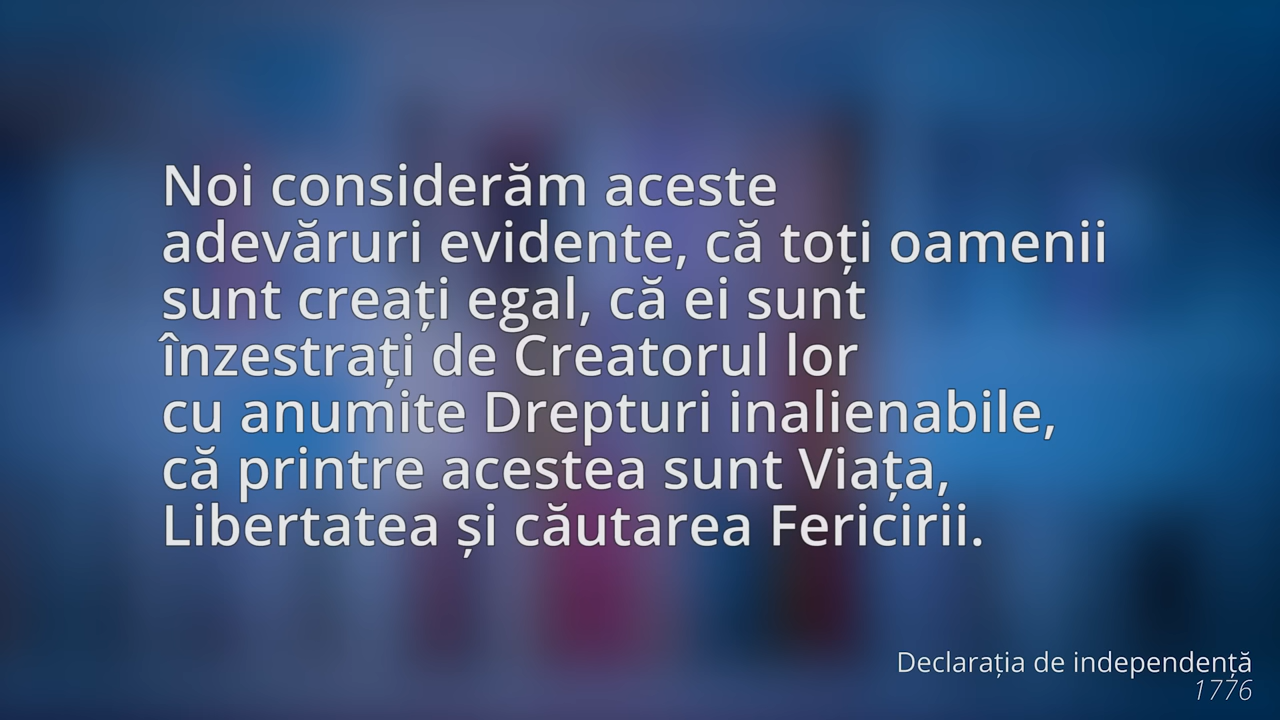 Noi considerăm aceste
adevăruri evidente, că toți oamenii
sunt creați egal, că ei sunt
înzestrați de Creatorul lor
cu anumite Drepturi inalienabile,
că printre acestea sunt Viața,
Libertatea și căutarea Fericirii.
Declarația de independență
1776